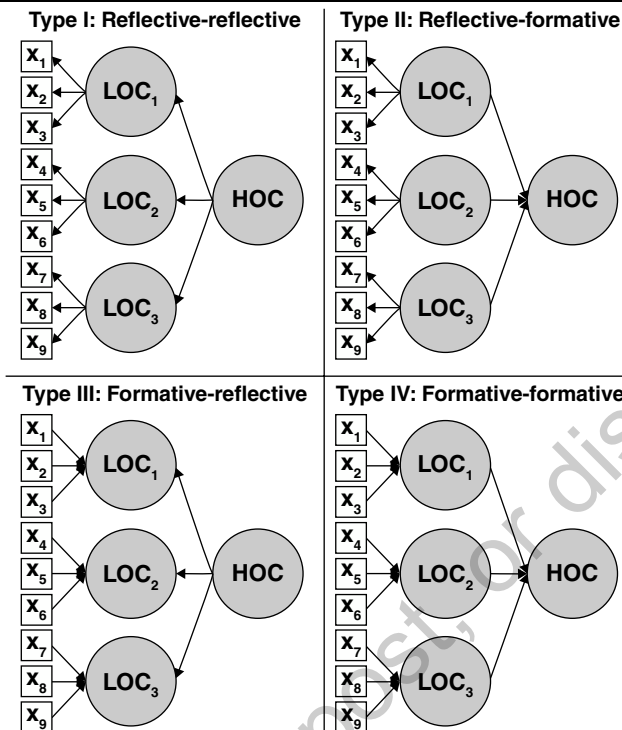 Type I: Reflective-reflective
x1
x2
x3
x4
x5
x6
x7
x8
x9
LOC1
LOC2
LOC3
HOC
Type II: Reflective-formative
x1
x2
x3
x4
x5
x6
x7
x8
x9
LOC1
LOC2
LOC3
HOC
Type III: Formative-reflective
x1
x2
x3
x4
x5
x6
x7
x8
x9
LOC1
LOC2
LOC3
HOC
Type IV: Formative-formative
x1
x2
x3
x4
x5
x6
x7
x8
x9
LOC1
LOC2
LOC3
HOC
post, or dis